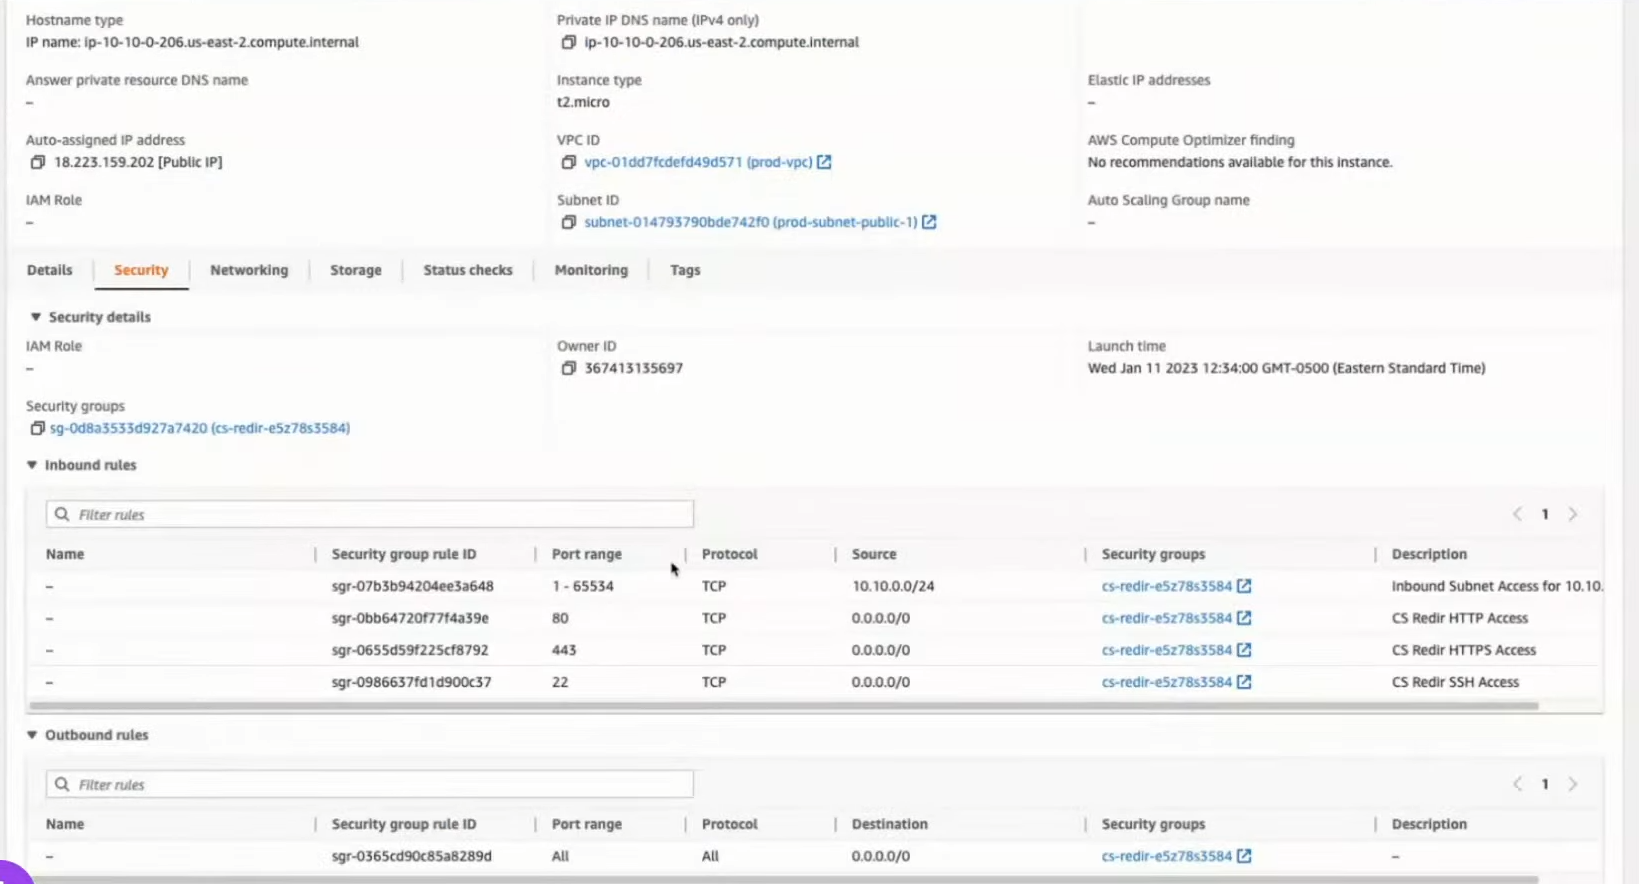 Hostname type
Private IP DNS name (IPv4 only)
IP name: ip-10-10-0-206.us-east-2.compute.internal
ip-10-10-0-206.us-east-2.compute.internal
Answer private resource DNS name
Instance type
Elastic IP addresses
–
t2.micro
–
Auto-assigned IP address
VPC ID
AWS Compute Optimizer finding
18.223.159.202 [Public IP]
vpc-01dd7fcdefd49d571 (prod-vpc)
No recommendations available for this instance.
IAM Role
Subnet ID
Auto Scaling Group name
–
subnet-014793790bde742f0 (prod-subnet-public-1)
–
Details Security Networking Storage Status checks Monitoring Tags
Security details
IAM Role
Owner ID
Launch time
–
367413135697
Wed Jan 11 2023 12:34:00 GMT-0500 (Eastern Standard Time)
Security groups
sg-0d8a3533d927a7420 (cs-redir-e5z78s3584)
Inbound rules
Filter rules
1
Name Security group rule ID Port range Protocol Source Security groups Description
– sgr-07b3b94204ee3a648 1 - 65534 TCP 10.10.0.0/24 cs-redir-e5z78s3584 Inbound Subnet Access for 10.10.
– sgr-0bb64720f77f4a39e 80 TCP 0.0.0.0/0 cs-redir-e5z78s3584 CS Redir HTTP Access
– sgr-0655d59f225cf8792 443 TCP 0.0.0.0/0 cs-redir-e5z78s3584 CS Redir HTTPS Access
– sgr-0986637fd1d900c37 22 TCP 0.0.0.0/0 cs-redir-e5z78s3584 CS Redir SSH Access
Outbound rules
Filter rules
1
Name Security group rule ID Port range Protocol Destination Security groups Description
– sgr-0365cd90c85a8289d All All 0.0.0.0/0 cs-redir-e5z78s3584 –